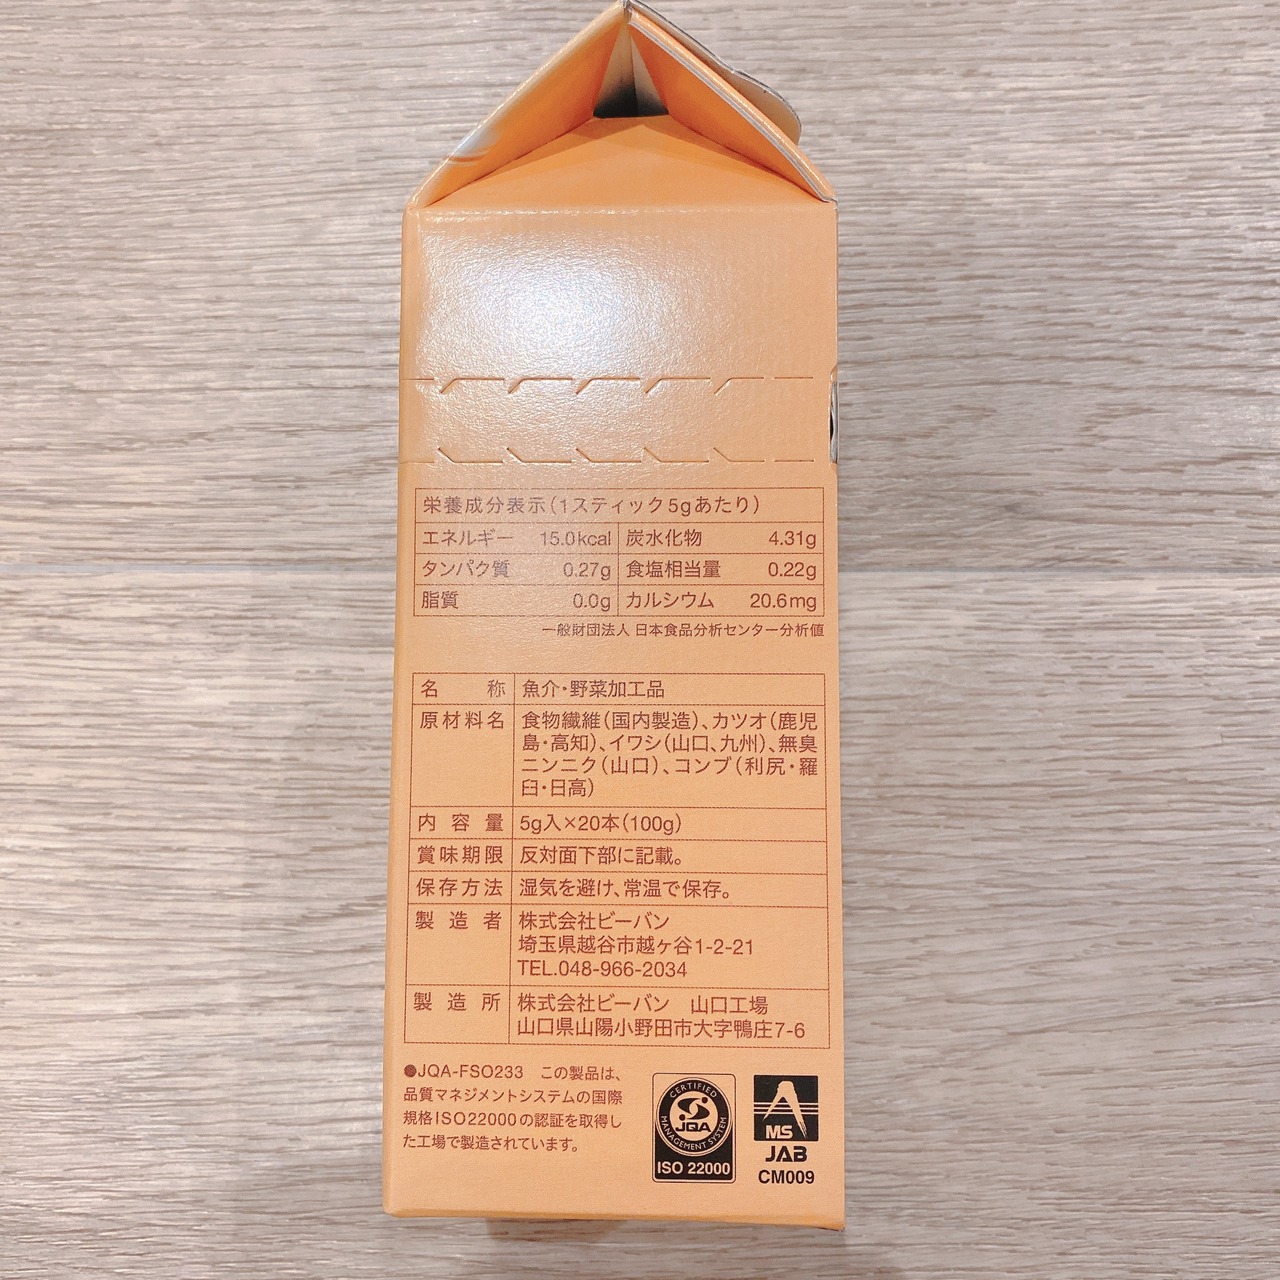 栄養成分表示(1スティック5gあたり)
エネルギー 15.0kcal 炭水化物 4.31g
タンパク質 0.27g 食塩相当量 0.22g
脂質 0.0g カルシウム 20.6mg
一般財団法人 日本食品分析センター分析値
名称 魚介・野菜加工品
原材料名 食物繊維(国内製造)、カツオ(鹿児
島・高知)、イワシ(山口、九州)、無臭
ニンニク(山口)、コンブ(利尻・羅
臼・日高)
内容量 5g入×20本(100g)
賞味期限 反対面下部に記載。
保存方法 湿気を避け、常温で保存。
製造者 株式会社ビーバン
埼玉県越谷市越ヶ谷1-2-21
TEL.048-966-2034
製造所 株式会社ビーバン 山口工場
山口県山陽小野田市大字鴨庄7-6
●JQA-FSO233 この製品は、
品質マネジメントシステムの国際
規格ISO22000の認証を取得し
た工場で製造されています。
CERTIFIED
JQA
MANAGEMENT SYSTEM
ISO 22000
MS
JAB
CM009